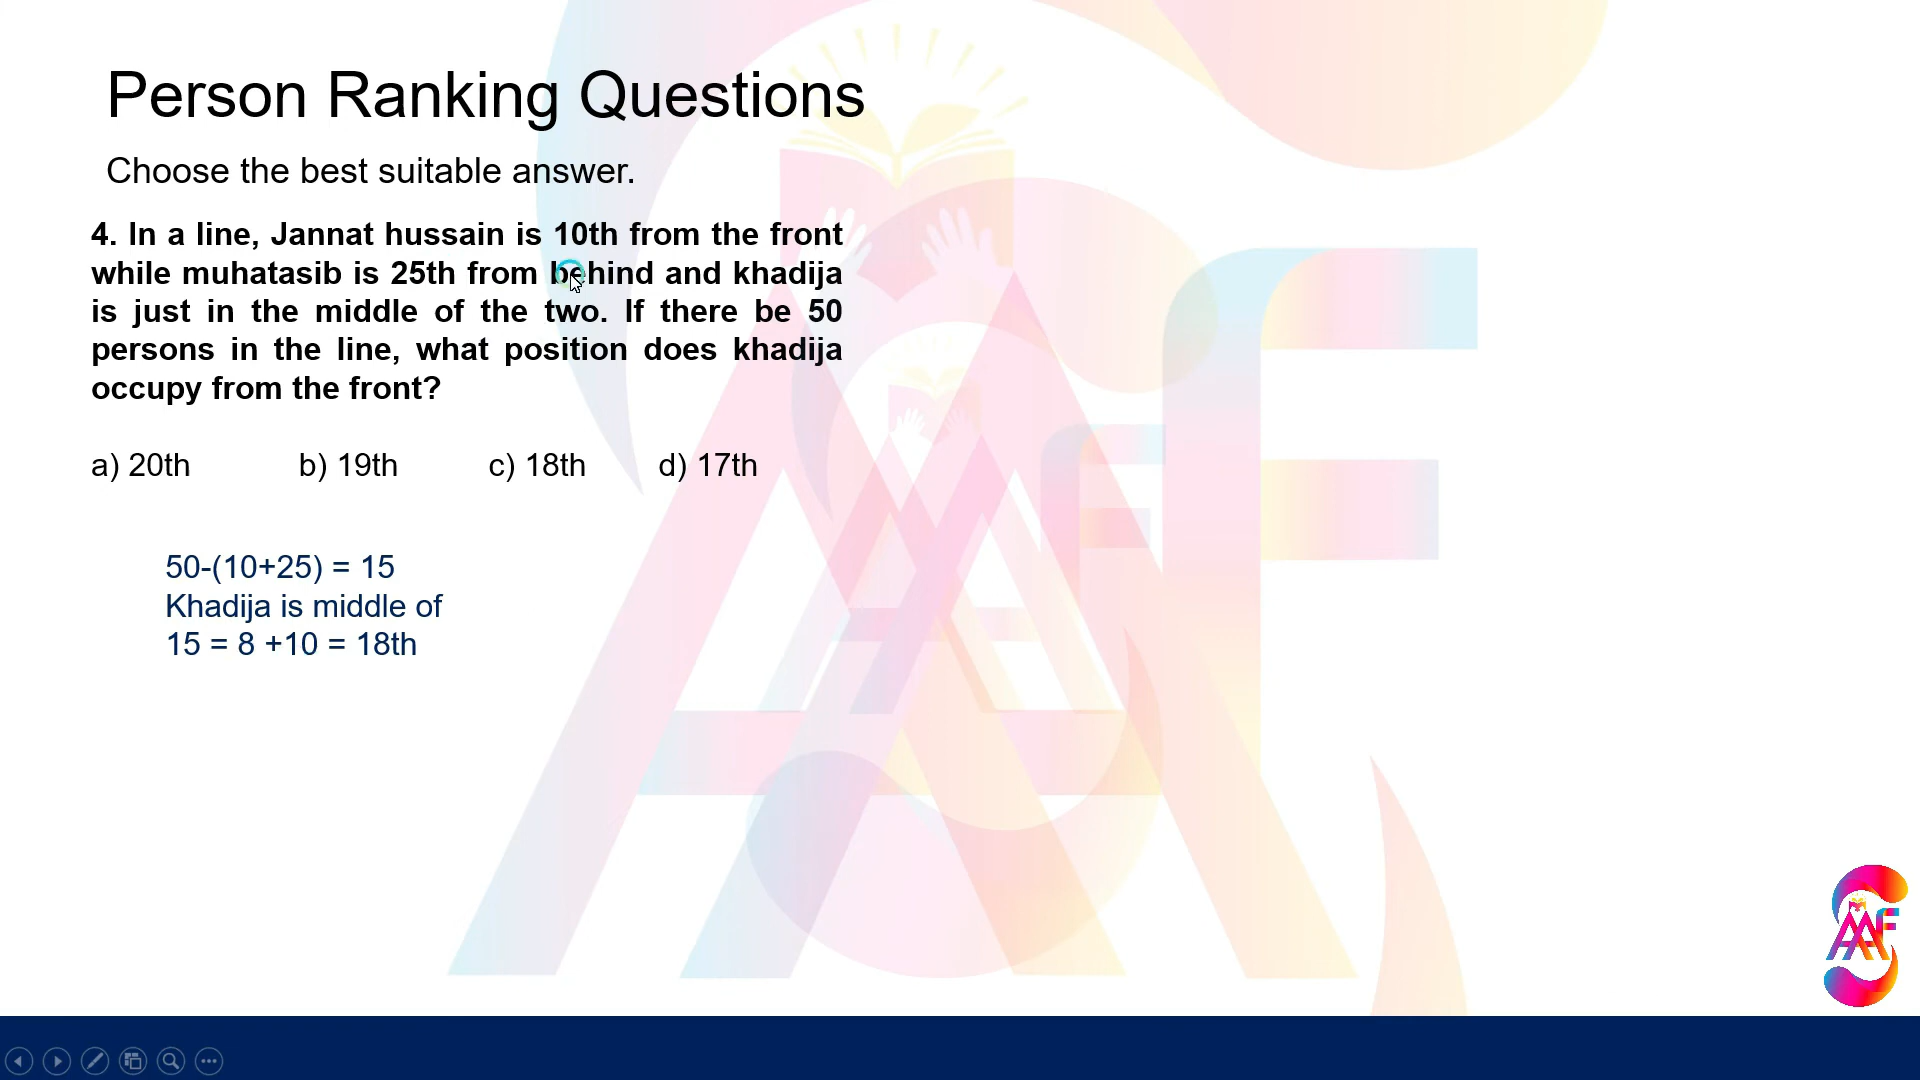 Person Ranking Questions
Choose the best suitable answer.
4. In a line, Jannat hussain is 10th from the front
while muhatasib is 25th from behind and khadija
is just in the middle of the two. If there be 50
persons in the line, what position does khadija
occupy from the front?
a) 20th b) 19th c) 18th d) 17th
50-(10+25) = 15
Khadija is middle of
15 = 8 +10 = 18th
AAF
AAF
AAF